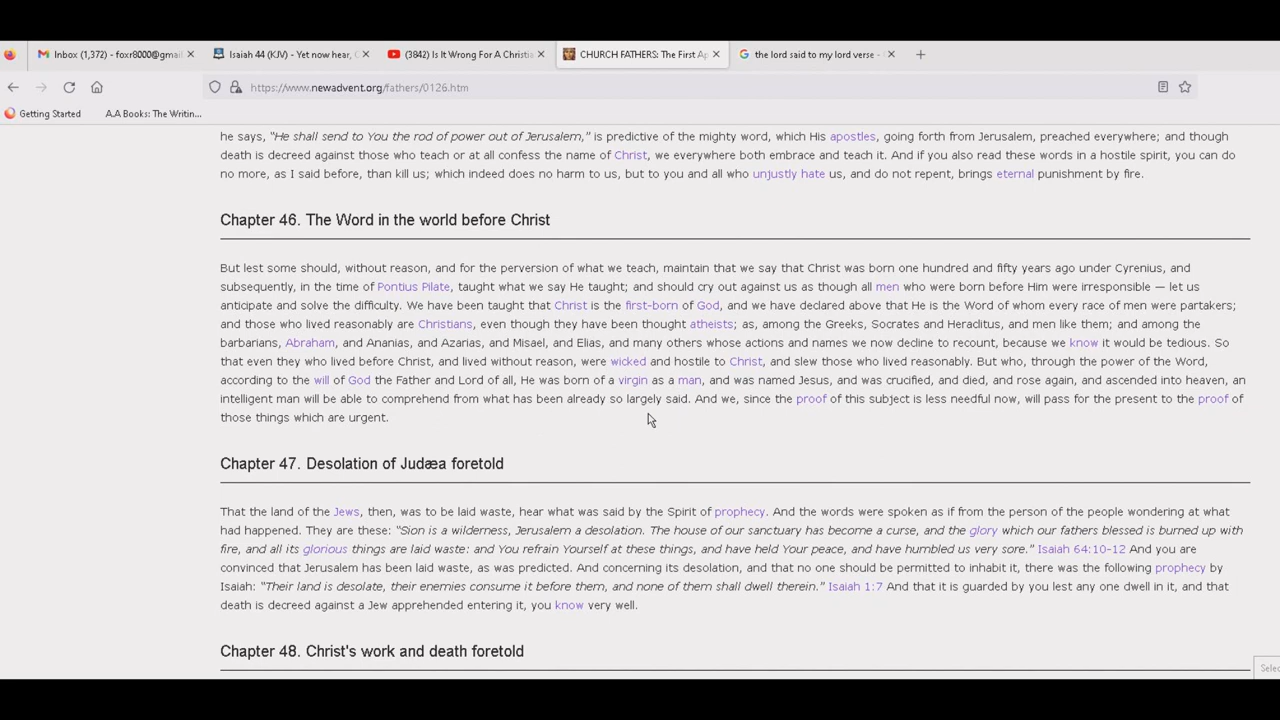 Inbox (1,372) - foxr8000@gmail.
Isaiah 44 (KJV) - Yet now hear, O
(3842) Is It Wrong For A Christia
CHURCH FATHERS: The First Ap
the lord said to my lord verse -
https://www.newadvent.org/fathers/0126.htm
Getting Started
A.A Books: The Writin...
he says, "He shall send to You the rod of power out of Jerusalem," is predictive of the mighty word, which His apostles, going forth from Jerusalem, preached everywhere; and though
death is decreed against those who teach or at all confess the name of Christ, we everywhere both embrace and teach it. And if you also read these words in a hostile spirit, you can do
no more, as I said before, than kill us; which indeed does no harm to us, but to you and all who unjustly hate us, and do not repent, brings eternal punishment by fire.
Chapter 46. The Word in the world before Christ
But lest some should, without reason, and for the perversion of what we teach, maintain that we say that Christ was born one hundred and fifty years ago under Cyrenius, and
subsequently, in the time of Pontius Pilate, taught what we say He taught; and should cry out against us as though all men who were born before Him were irresponsible — let us
anticipate and solve the difficulty. We have been taught that Christ is the first-born of God, and we have declared above that He is the Word of whom every race of men were partakers;
and those who lived reasonably are Christians, even though they have been thought atheists; as, among the Greeks, Socrates and Heraclitus, and men like them; and among the
barbarians, Abraham, and Ananias, and Azarias, and Misael, and Elias, and many others whose actions and names we now decline to recount, because we know it would be tedious. So
that even they who lived before Christ, and lived without reason, were wicked and hostile to Christ, and slew those who lived reasonably. But who, through the power of the Word,
according to the will of God the Father and Lord of all, He was born of a virgin as a man, and was named Jesus, and was crucified, and died, and rose again, and ascended into heaven, an
intelligent man will be able to comprehend from what has been already so largely said. And we, since the proof of this subject is less needful now, will pass for the present to the proof of
those things which are urgent.
Chapter 47. Desolation of Judæa foretold
That the land of the Jews, then, was to be laid waste, hear what was said by the Spirit of prophecy. And the words were spoken as if from the person of the people wondering at what
had happened. They are these: "Sion is a wilderness, Jerusalem a desolation. The house of our sanctuary has become a curse, and the glory which our fathers blessed is burned up with
fire, and all its glorious things are laid waste: and You refrain Yourself at these things, and have held Your peace, and have humbled us very sore." Isaiah 64:10-12 And you are
convinced that Jerusalem has been laid waste, as was predicted. And concerning its desolation, and that no one should be permitted to inhabit it, there was the following prophecy by
Isaiah: "Their land is desolate, their enemies consume it before them, and none of them shall dwell therein." Isaiah 1:7 And that it is guarded by you lest any one dwell in it, and that
death is decreed against a Jew apprehended entering it, you know very well.
Chapter 48. Christ's work and death foretold
Selec